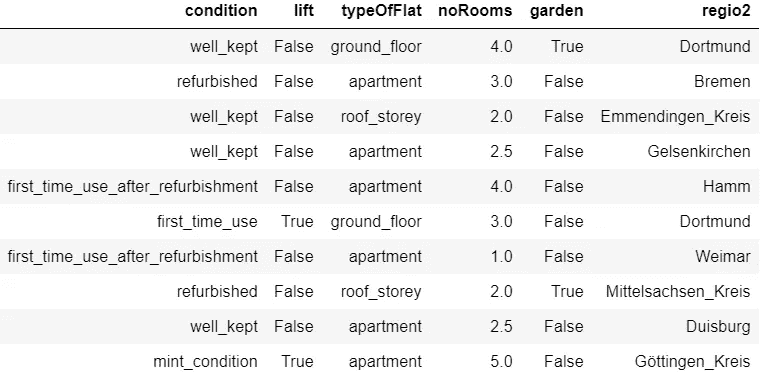 condition lift typeOfFlat noRooms garden regio2
well_kept False ground_floor 4.0 True Dortmund
refurbished False apartment 3.0 False Bremen
well_kept False roof_storey 2.0 False Emmendingen_Kreis
well_kept False apartment 2.5 False Gelsenkirchen
first_time_use_after_refurbishment False apartment 4.0 False Hamm
first_time_use True ground_floor 3.0 False Dortmund
first_time_use_after_refurbishment False apartment 1.0 False Weimar
refurbished False roof_storey 2.0 True Mittelsachsen_Kreis
well_kept False apartment 2.5 False Duisburg
mint_condition True apartment 5.0 False Göttingen_Kreis